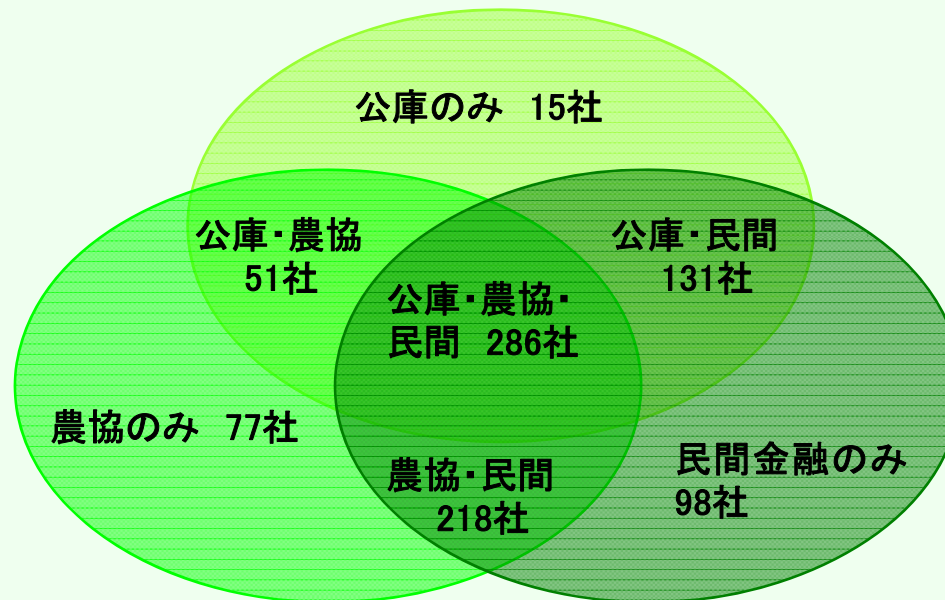 公庫のみ 15社
公庫・農協
51社
公庫・民間
131社
公庫・農協・
民間 286社
農協のみ 77社
農協・民間
218社
民間金融のみ
98社